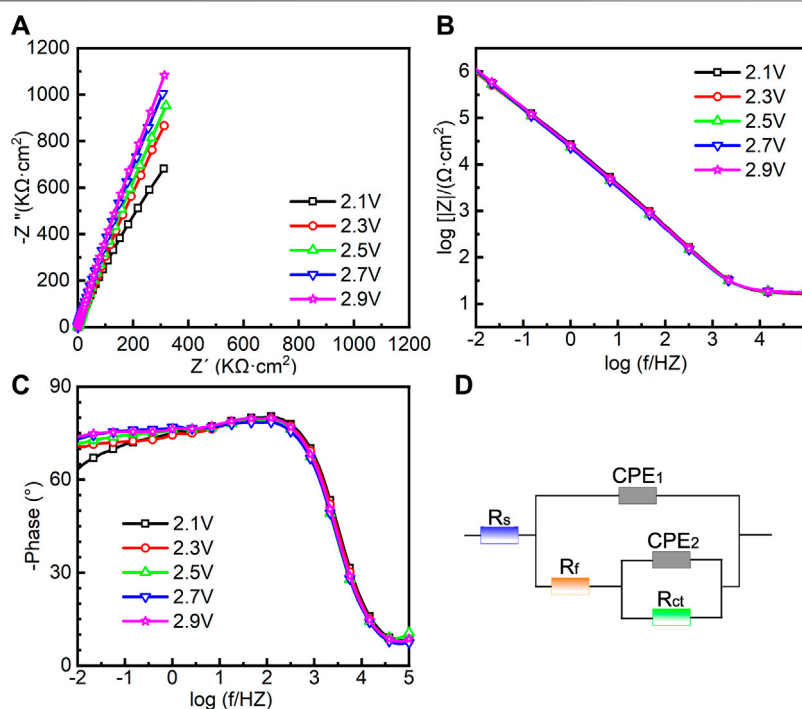 A
1200
1000
800
600
400
200
0
-Z "(KΩ·cm²)
2.1V
2.3V
2.5V
2.7V
2.9V
0 200 400 600 800 1000 1200
Z´ (KΩ·cm²)
B
6
5
4
3
2
1
log [|Z|/(Ω·cm²)
2.1V
2.3V
2.5V
2.7V
2.9V
-2 -1 0 1 2 3 4
log (f/HZ)
C
90
60
30
0
-Phase (°)
2.1V
2.3V
2.5V
2.7V
2.9V
-2 -1 0 1 2 3 4 5
log (f/HZ)
D
CPE1
Rs
CPE2
Rf
Rct